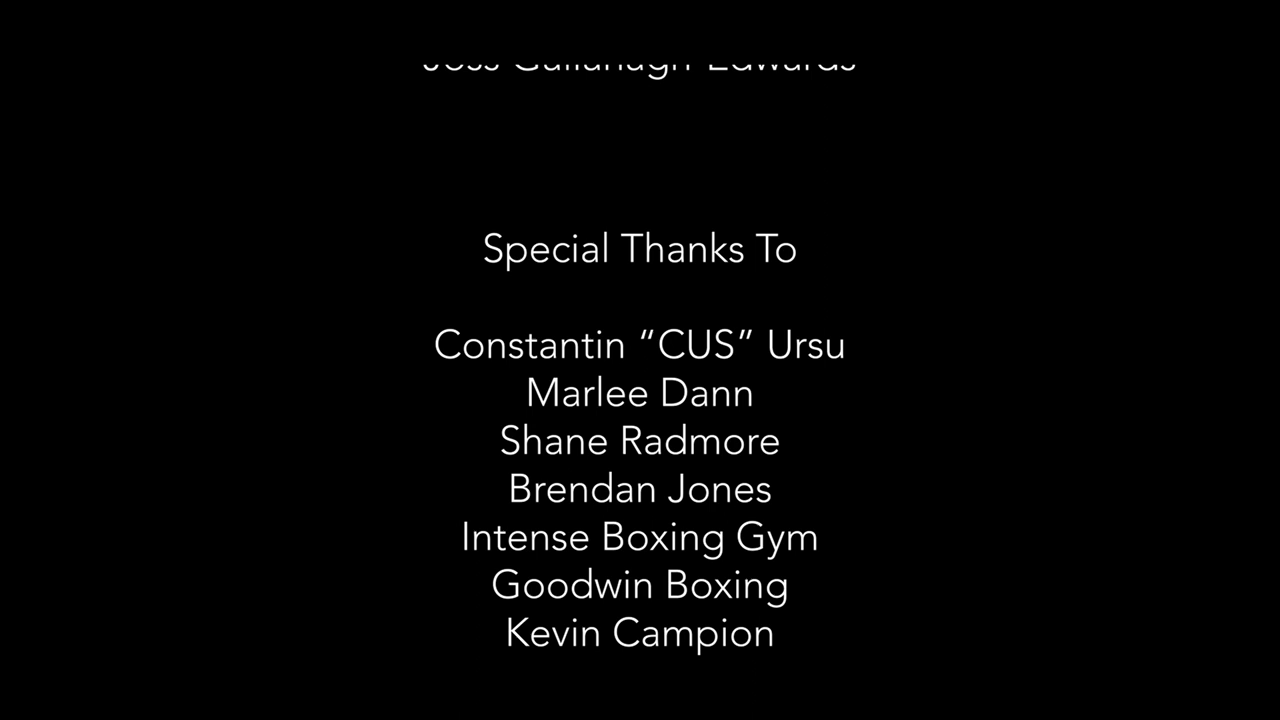 Special Thanks To
Constantin “CUS” Ursu
Marlee Dann
Shane Radmore
Brendan Jones
Intense Boxing Gym
Goodwin Boxing
Kevin Campion